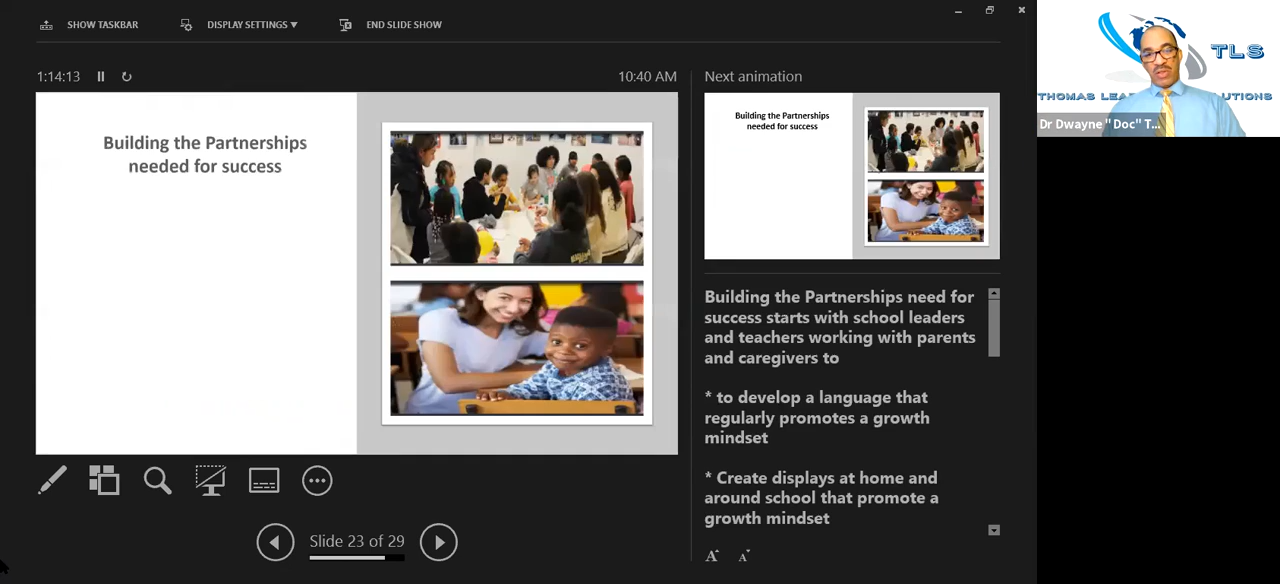 SHOW TASKBAR
DISPLAY SETTINGS ▼
END SLIDE SHOW
1:14:13
10:40 AM
Building the Partnerships
needed for success
Slide 23 of 29
Next animation
Building the Partnerships
needed for success
Building the Partnerships need for
success starts with school leaders
and teachers working with parents
and caregivers to
* to develop a language that
regularly promotes a growth
mindset
* Create displays at home and
around school that promote a
growth mindset
A A
TLS
THOMAS LEA UTIONS
Dr Dwayne "Doc" T...